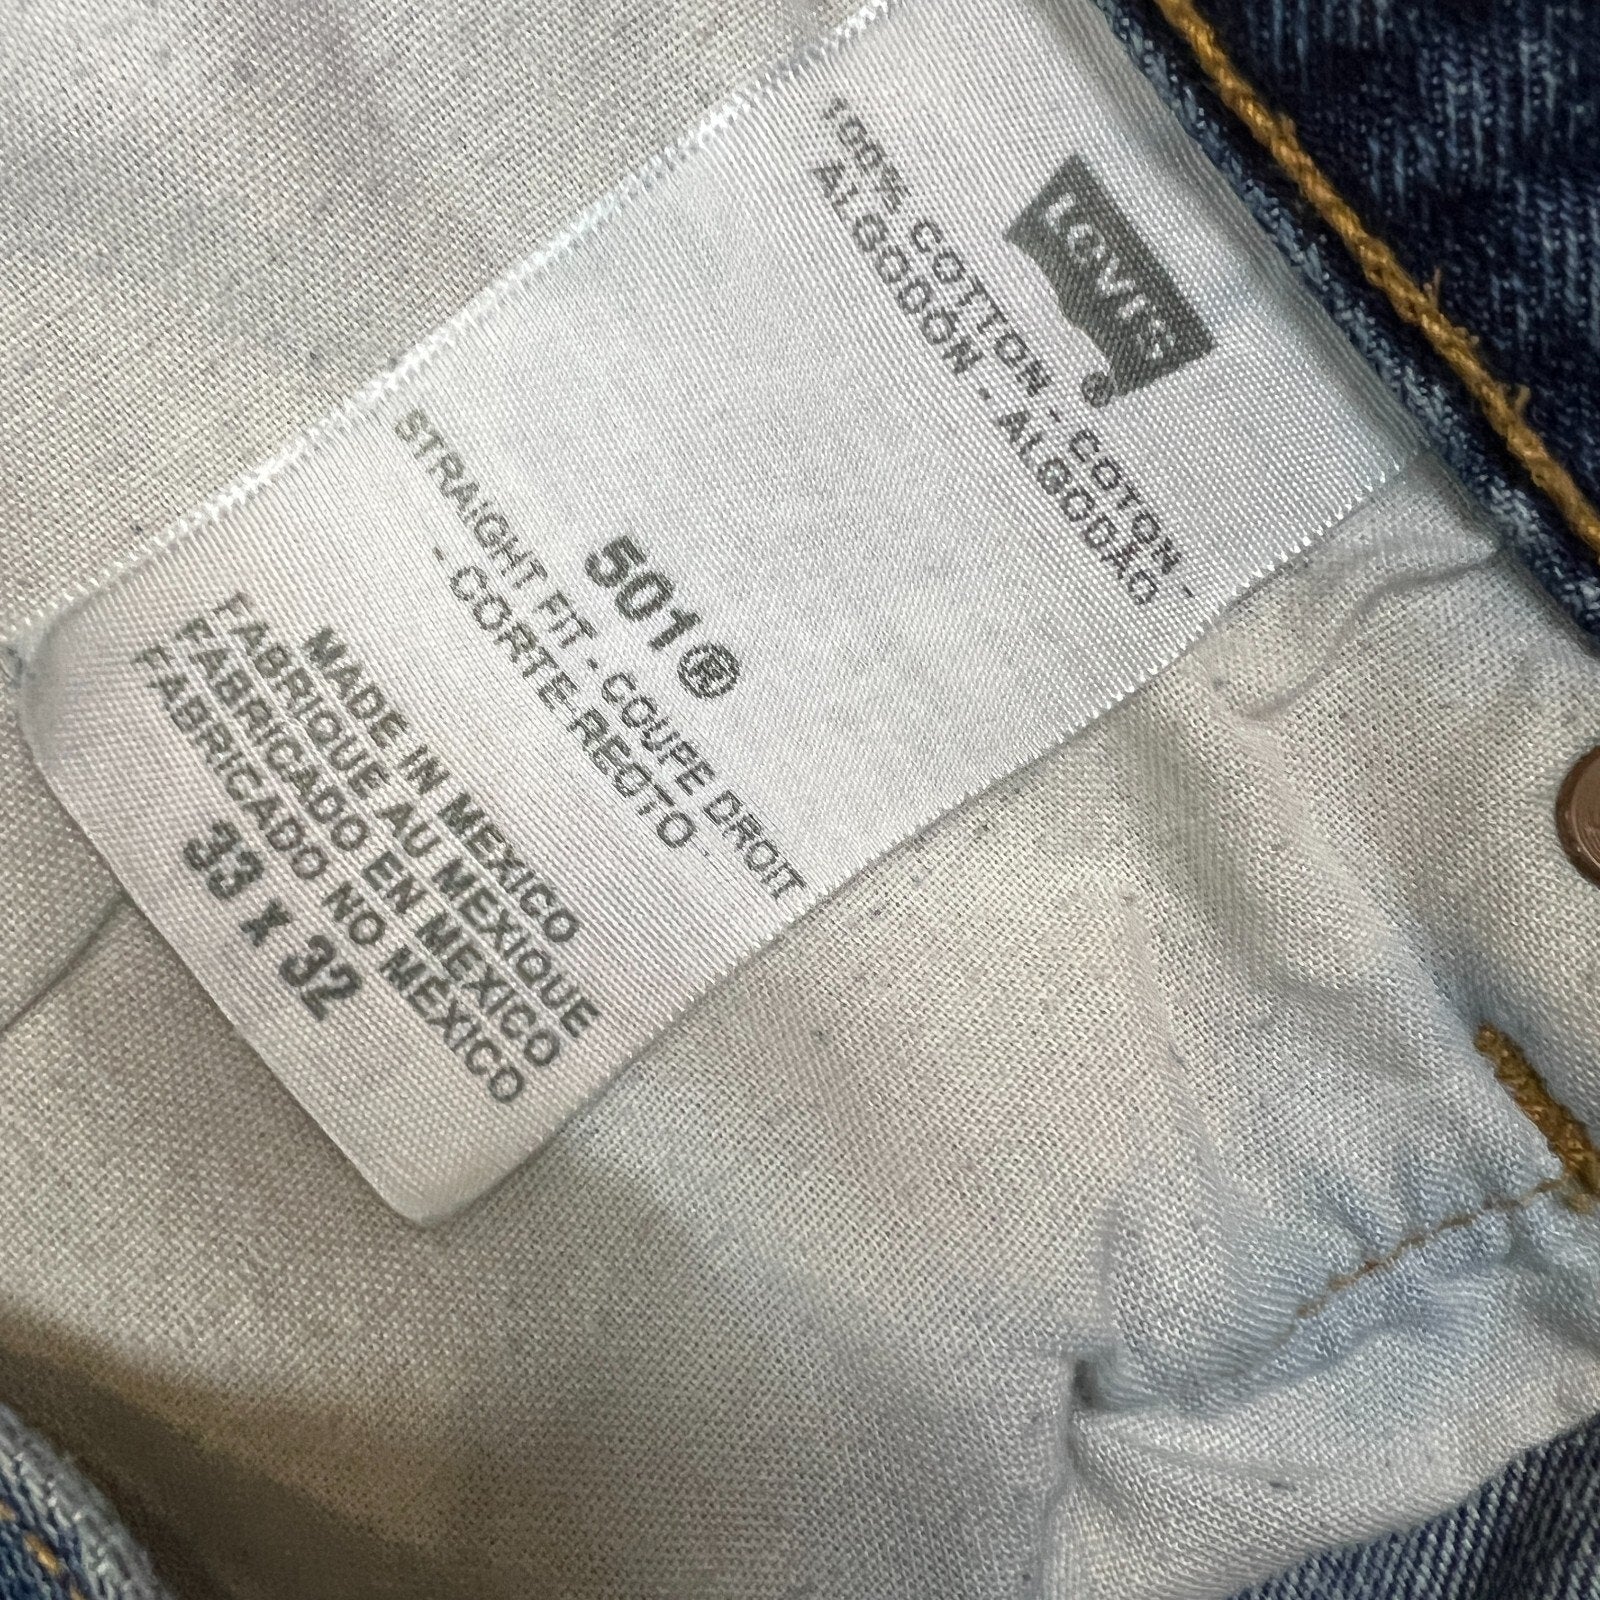 LEVI'S ®
100% COTTON - COTON -
ALGODÓN - ALGODÃO
501®
STRAIGHT FIT - COUPE DROIT
- CORTE RECTO -
MADE IN MEXICO
FABRIQUE AU MEXIQUE
FABRICADO EN MEXICO
FABRICADO NO MÉXICO
33 X 32